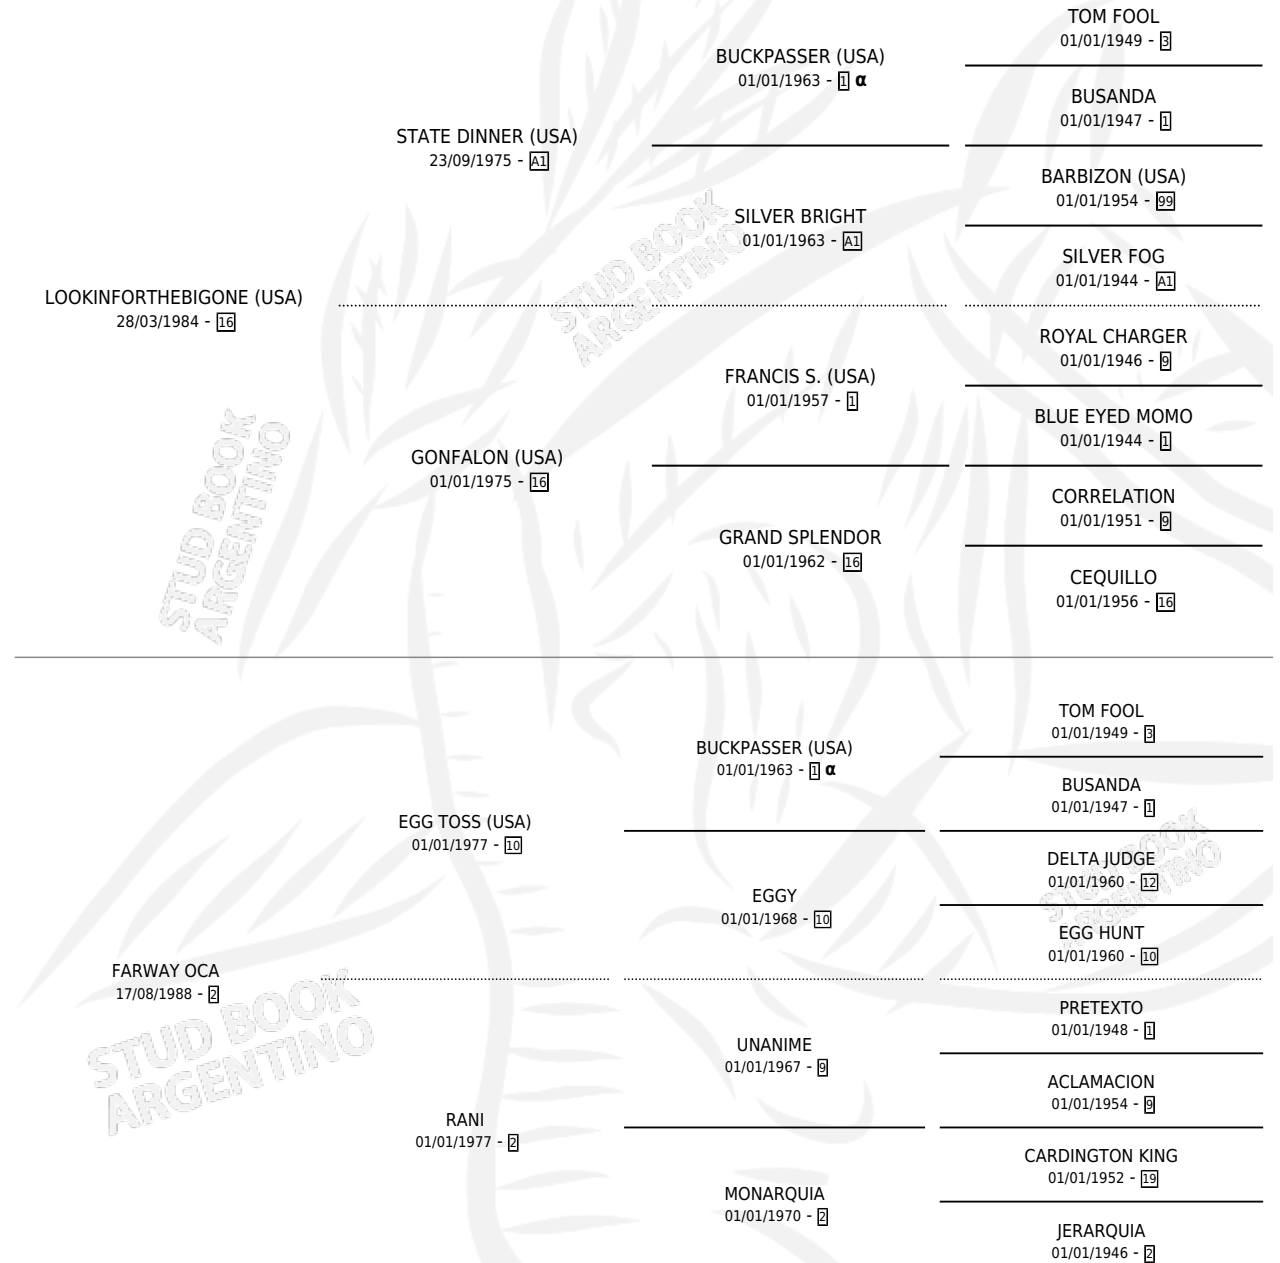 TOM FOOL
01/01/1949 - 3
BUCKPASSER (USA)
01/01/1963 - 1 α
BUSANDA
01/01/1947 - 1
STATE DINNER (USA)
23/09/1975 - A1
BARBIZON (USA)
01/01/1954 - 99
SILVER BRIGHT
01/01/1963 - A1
SILVER FOG
01/01/1944 - A1
LOOKINFORTHEBIGONE (USA)
28/03/1984 - 16
ROYAL CHARGER
01/01/1946 - 9
FRANCIS S. (USA)
01/01/1957 - 1
BLUE EYED MOMO
01/01/1944 - 1
GONFALON (USA)
01/01/1975 - 16
CORRELATION
01/01/1951 - 9
GRAND SPLENDOR
01/01/1962 - 16
CEQUILLO
01/01/1956 - 16
TOM FOOL
01/01/1949 - 3
BUCKPASSER (USA)
01/01/1963 - 1 α
BUSANDA
01/01/1947 - 1
EGG TOSS (USA)
01/01/1977 - 10
DELTA JUDGE
01/01/1960 - 12
EGGY
01/01/1968 - 10
EGG HUNT
01/01/1960 - 10
FARWAY OCA
17/08/1988 - 2
PRETEXTO
01/01/1948 - 1
UNANIME
01/01/1967 - 9
ACLAMACION
01/01/1954 - 9
RANI
01/01/1977 - 2
CARDINGTON KING
01/01/1952 - 19
MONARQUIA
01/01/1970 - 2
JERARQUIA
01/01/1946 - 2
STUD BOOK
ARGENTINO
STUD BOOK
ARGENTINO
STUD BOOK
ARGENTINO
STUD BOOK
ARGENTINO